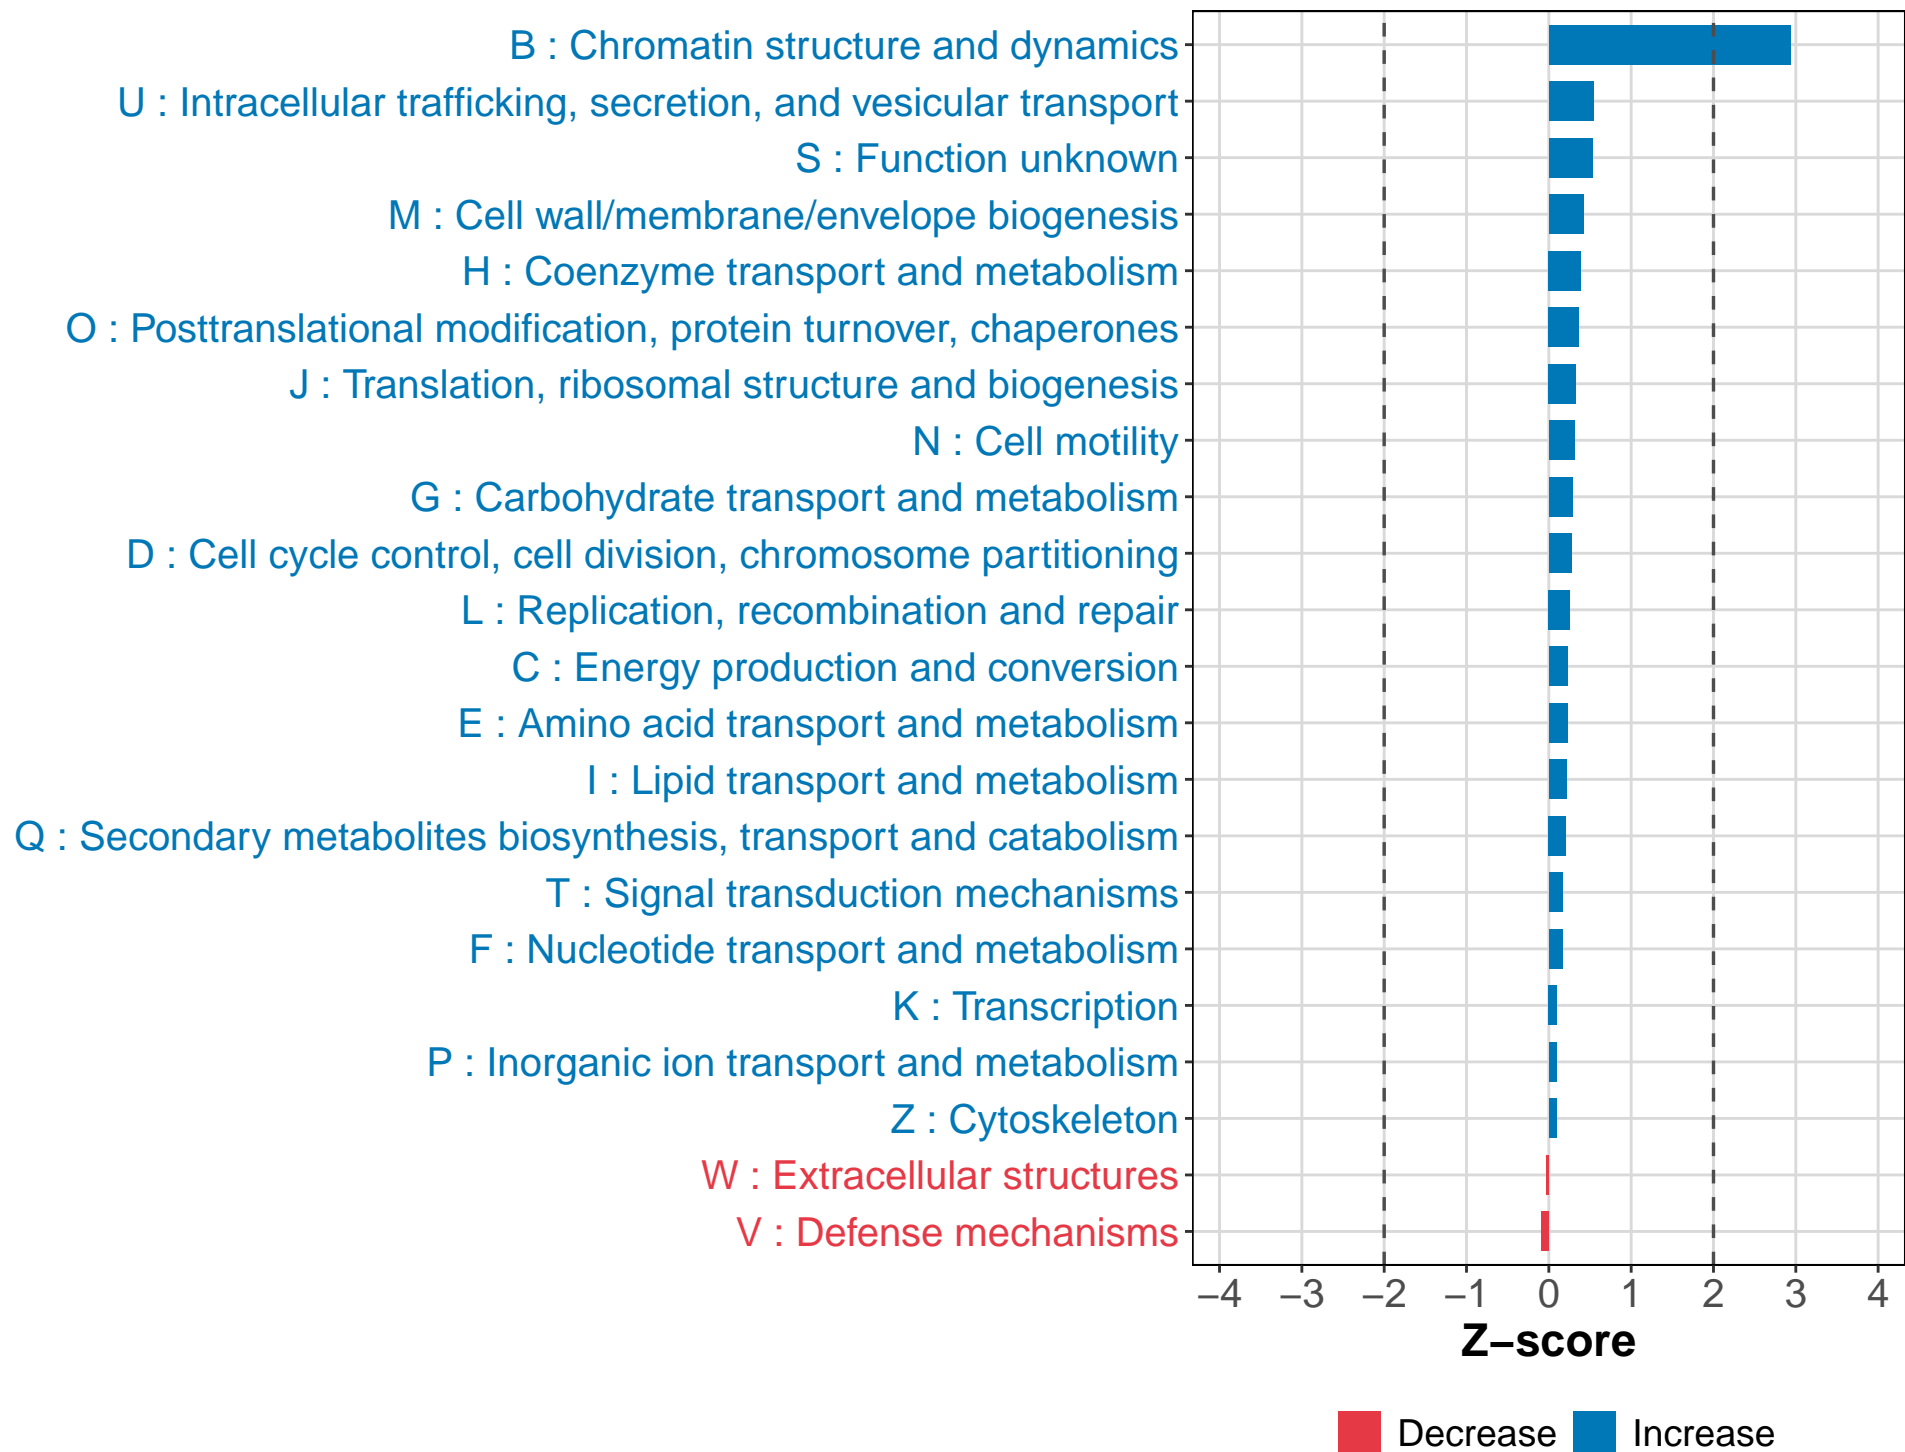 B : Chromatin structure and dynamics
U : Intracellular trafficking, secretion, and vesicular transport
S : Function unknown
M : Cell wall/membrane/envelope biogenesis
H : Coenzyme transport and metabolism
O : Posttranslational modification, protein turnover, chaperones
J : Translation, ribosomal structure and biogenesis
N : Cell motility
G : Carbohydrate transport and metabolism
D : Cell cycle control, cell division, chromosome partitioning
L : Replication, recombination and repair
C : Energy production and conversion
E : Amino acid transport and metabolism
I : Lipid transport and metabolism
Q : Secondary metabolites biosynthesis, transport and catabolism
T : Signal transduction mechanisms
F : Nucleotide transport and metabolism
K : Transcription
P : Inorganic ion transport and metabolism
Z : Cytoskeleton
W : Extracellular structures
V : Defense mechanisms
−4 −3 −2 −1 0 1 2 3 4
Z−score
Decrease Increase